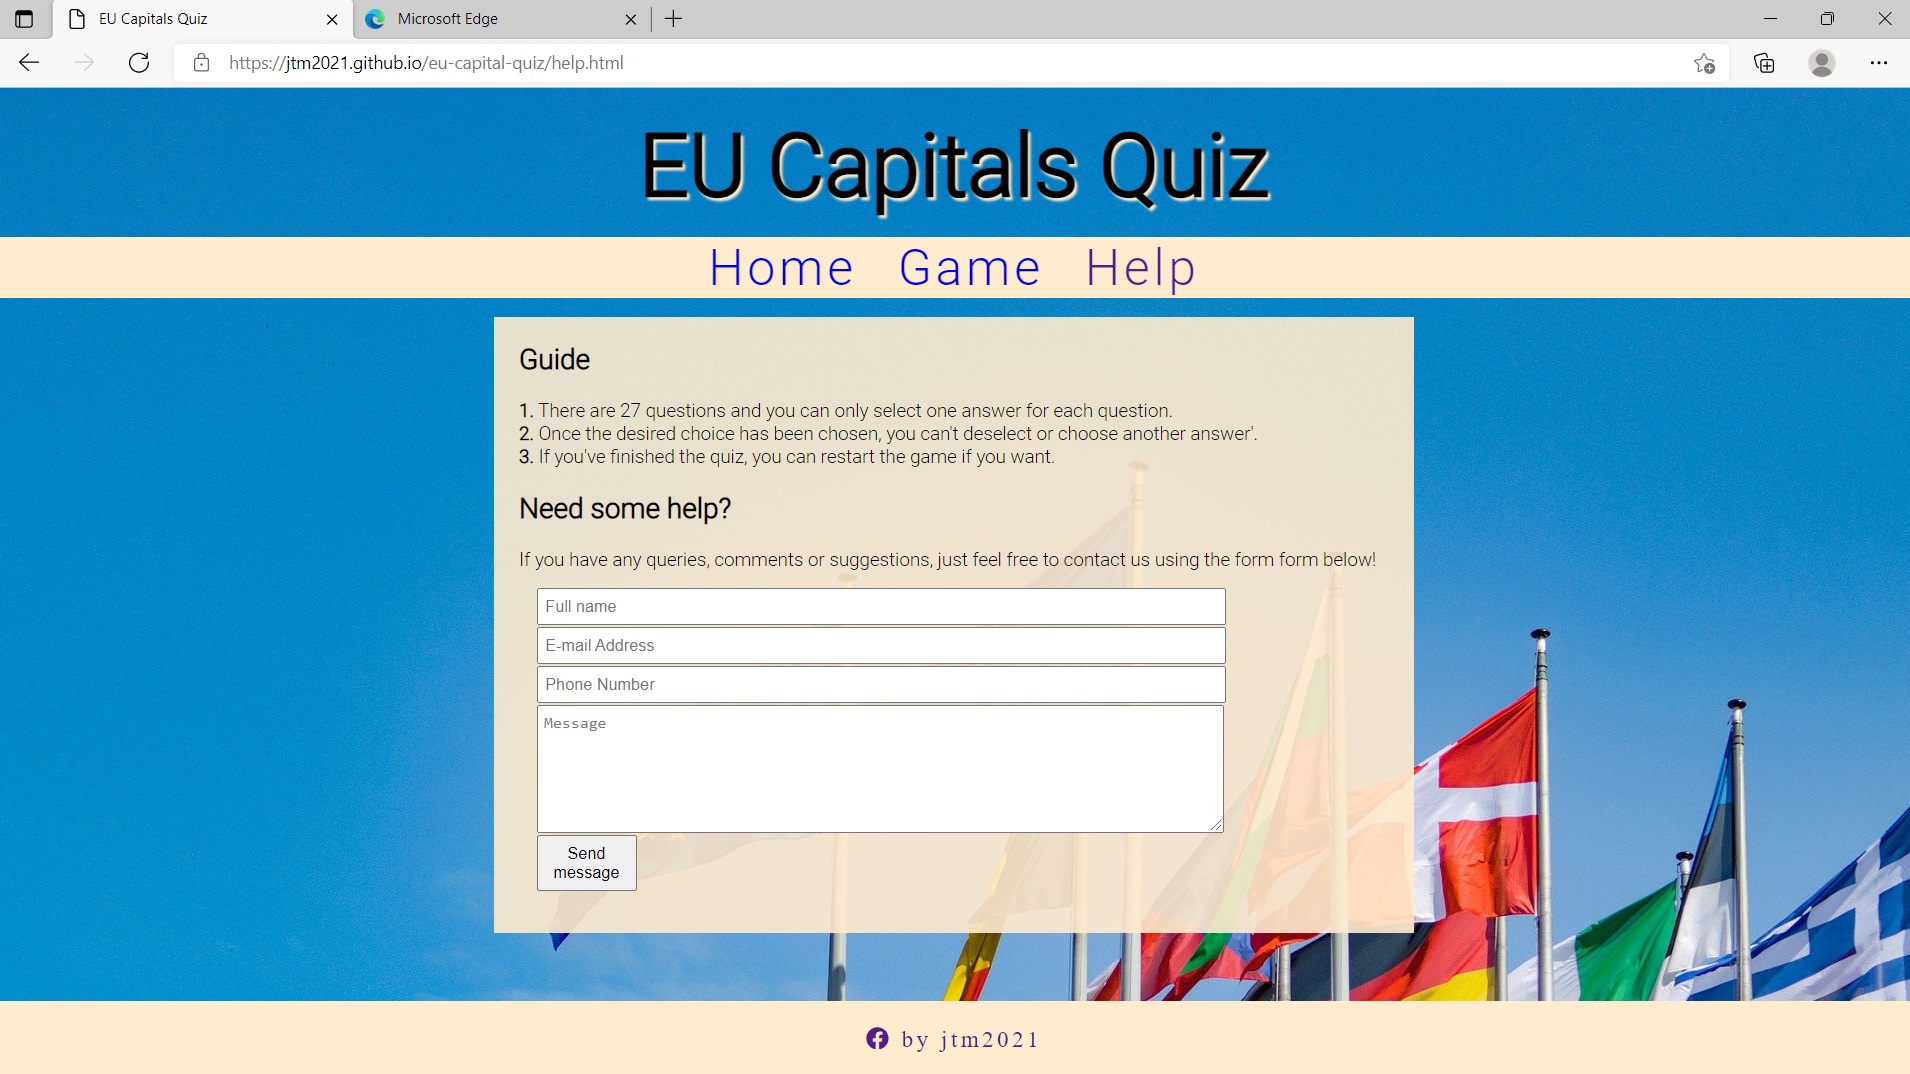 EU Capitals Quiz
Microsoft Edge
https://jtm2021.github.io/eu-capital-quiz/help.html
EU Capitals Quiz
Home Game Help
Guide
1. There are 27 questions and you can only select one answer for each question.
2. Once the desired choice has been chosen, you can't deselect or choose another answer'.
3. If you've finished the quiz, you can restart the game if you want.
Need some help?
If you have any queries, comments or suggestions, just feel free to contact us using the form form below!
Full name
E-mail Address
Phone Number
Message
Send
message
by jtm2021